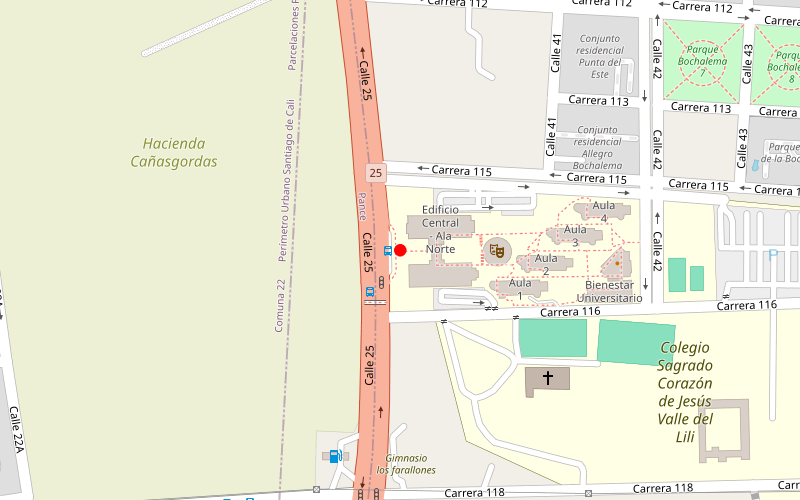 Carrera 112
Carrera 112
Carrera 112
Parcelaciones P
Calle 41
Conjunto
residencial
Punta del
Este
Calle 42
Parque
Bochalema
7
Calle 43
Parque
Bochalema
8
Calle 25
Carrera 113
Carrera 113
Hacienda
Cañasgordas
Perímetro Urbano Santiago de Cali
Comuna 22
Calle 41
Conjunto
residencial
Allegro
Bochalema
Calle 42
Calle 43
Parque
de la Bo
25
Carrera 115
Carrera 115
Carrera 115
Carrera 115
Pance
Calle 25
Edificio
Central
- Ala
Norte
Aula
4
Aula
3
Aula
2
Aula
1
Bienestar
Universitario
Calle 42
P
Carrera 116
Carrera 116
Calle 25
Colegio
Sagrado
Corazón
de Jesús
Valle del
Lili
Calle 22A
Gimnasio
los farallones
Carrera 118
Carrera 118